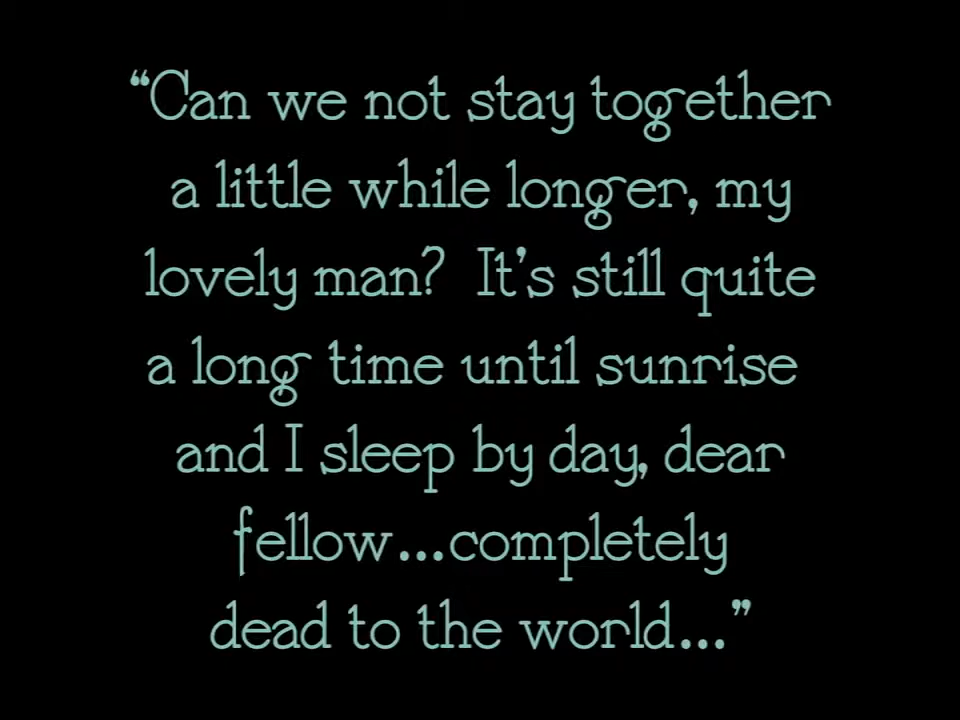 “Can we not stay together
a little while longer, my
lovely man?  It’s still quite
a long time until sunrise
and I sleep by day, dear
fellow...completely
dead to the world...”